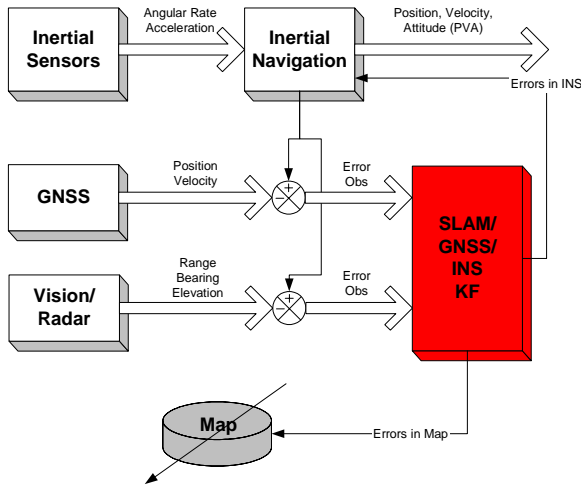 Inertial
Sensors
Angular Rate
Acceleration
Inertial
Navigation
Position, Velocity,
Attitude (PVA)
Errors in INS
GNSS
Position
Velocity
+
−
Error
Obs
SLAM/
GNSS/
INS
KF
Vision/
Radar
Range
Bearing
Elevation
+
−
Error
Obs
Map
Errors in Map